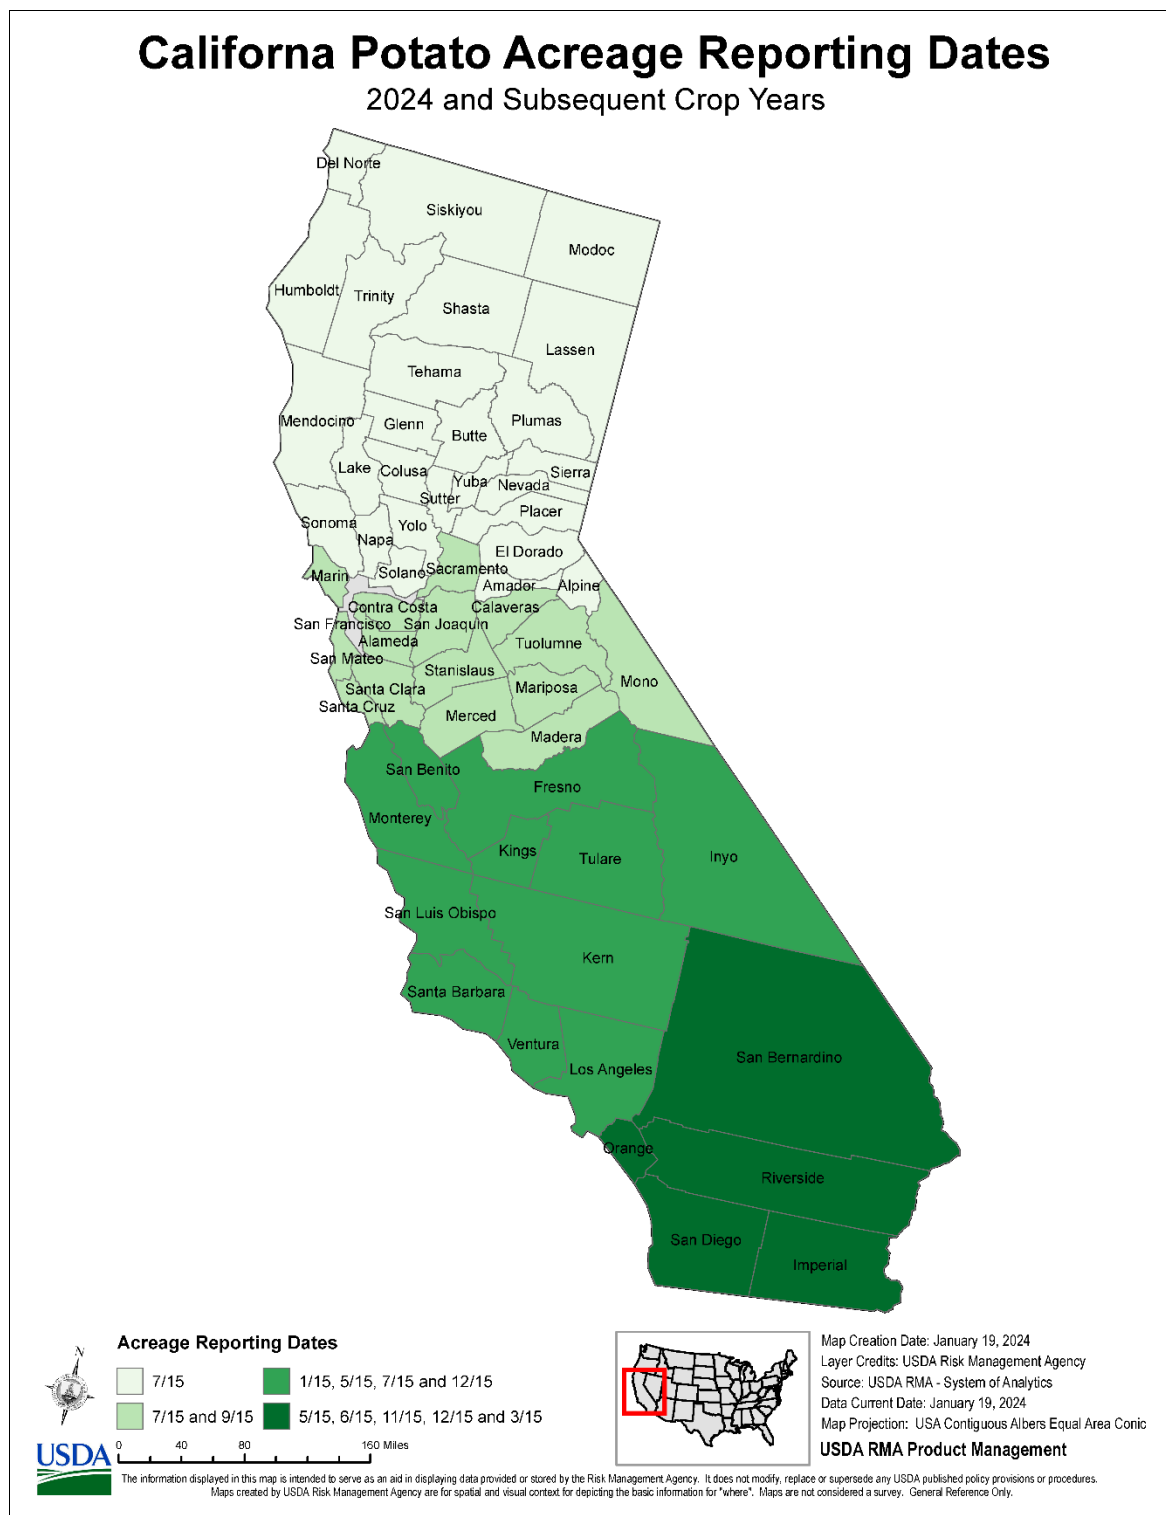 Californa Potato Acreage Reporting Dates
2024 and Subsequent Crop Years
Del Norte
Siskiyou
Modoc
Humboldt
Trinity
Shasta
Lassen
Tehama
Mendocino
Glenn
Butte
Plumas
Lake
Colusa
Sutter
Yuba
Nevada
Sierra
Placer
Sonoma
Napa
Yolo
El Dorado
Marin
Solano
Sacramento
Amador
Alpine
Contra Costa
Calaveras
San Francisco
San Joaquin
Alameda
Tuolumne
San Mateo
Stanislaus
Mono
Santa Clara
Mariposa
Santa Cruz
Merced
Madera
San Benito
Fresno
Monterey
Kings
Tulare
Inyo
San Luis Obispo
Kern
Santa Barbara
Ventura
Los Angeles
San Bernardino
Orange
Riverside
San Diego
Imperial
N
Acreage Reporting Dates
7/15
1/15, 5/15, 7/15 and 12/15
7/15 and 9/15
5/15, 6/15, 11/15, 12/15 and 3/15
0 40 80 160 Miles
USDA
Map Creation Date: January 19, 2024
Layer Credits: USDA Risk Management Agency
Source: USDA RMA - System of Analytics
Data Current Date: January 19, 2024
Map Projection: USA Contiguous Albers Equal Area Conic
USDA RMA Product Management
The information displayed in this map is intended to serve as an aid in displaying data provided or stored by the Risk Management Agency. It does not modify, replace or supersede any USDA published policy provisions or procedures.
Maps created by USDA Risk Management Agency are for spatial and visual context for depicting the basic information for "where". Maps are not considered a survey. General Reference Only.